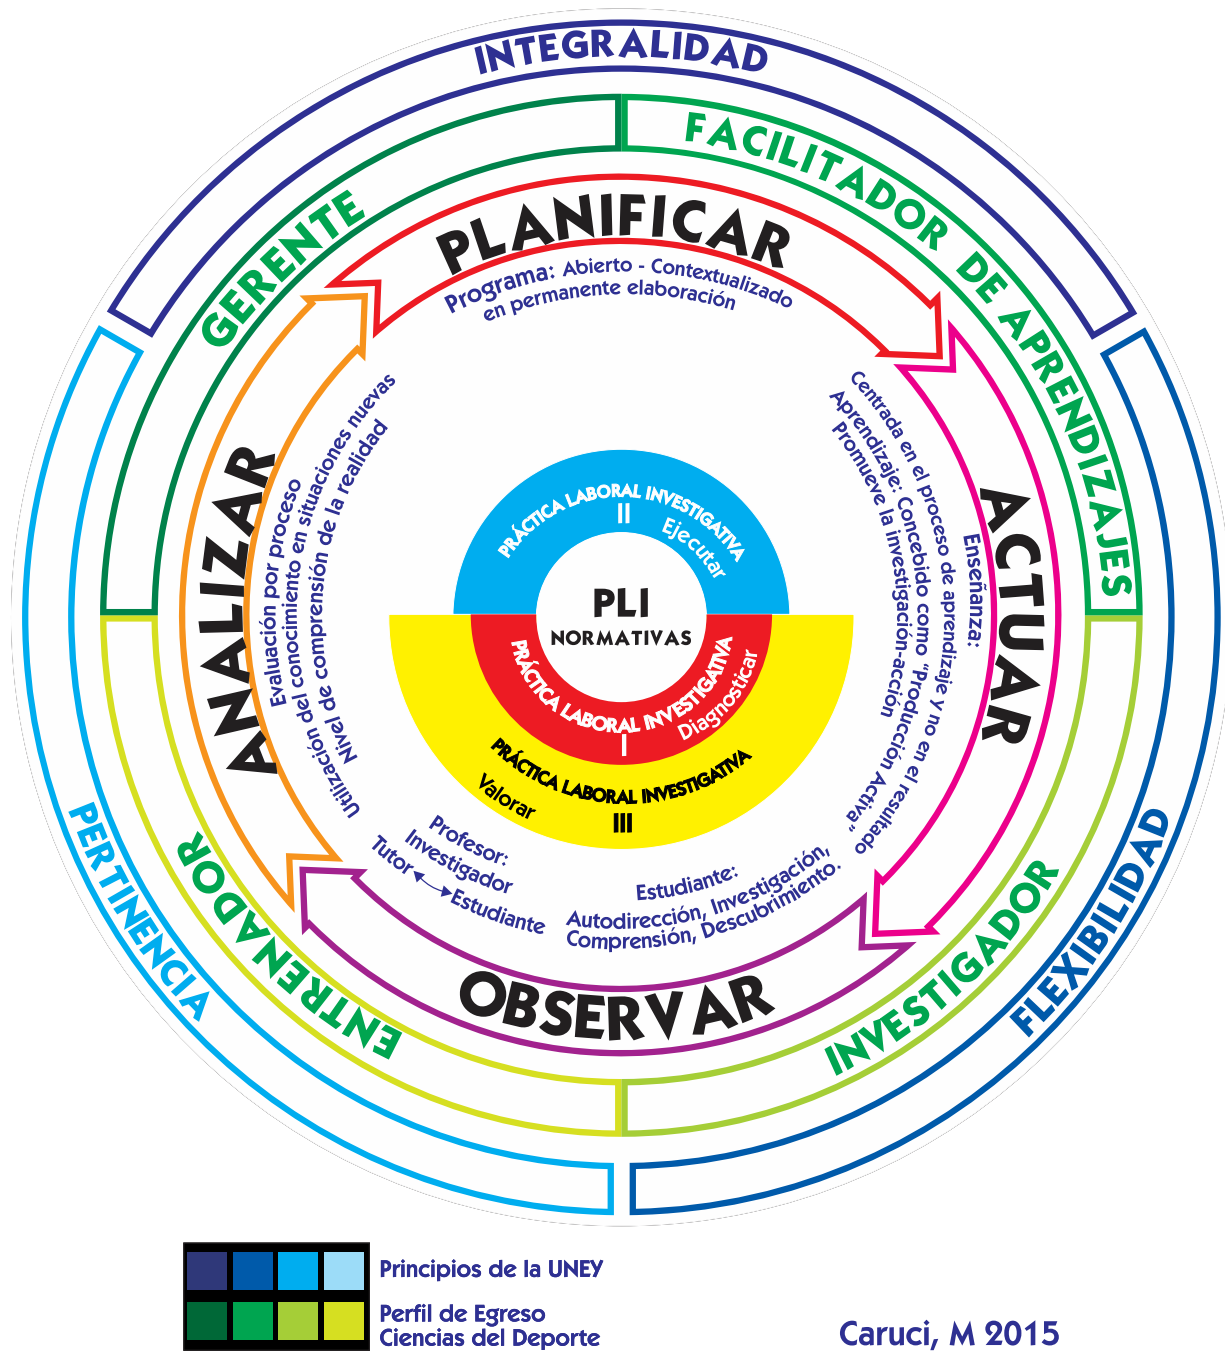 INTEGRALIDAD
GERENTE
FACILITADOR DE APRENDIZAJES
PLANIFICAR
Programa: Abierto - Contextualizado
en permanente elaboración
ACTUAR
Enseñanza:
Centrada en el proceso de aprendizaje y no en el resultado
Aprendizaje: Concebido como "Producción Activa"
Promueve la investigación-acción
ANALIZAR
Evaluación por proceso
Utilización del conocimiento en situaciones nuevas
Nivel de comprensión de la realidad
PRÁCTICA LABORAL INVESTIGATIVA
II
Ejecutar
PLI
NORMATIVAS
PRÁCTICA LABORAL INVESTIGATIVA
I
Diagnosticar
PRÁCTICA LABORAL INVESTIGATIVA
III
Valorar
Profesor:
Investigador
Tutor
Estudiante
Estudiante:
Autodirección, Investigación,
Comprensión, Descubrimiento.
OBSERVAR
PERTINENCIA
ENTRENADOR
INVESTIGADOR
FLEXIBILIDAD
Principios de la UNEY
Perfil de Egreso
Ciencias del Deporte
Caruci, M 2015